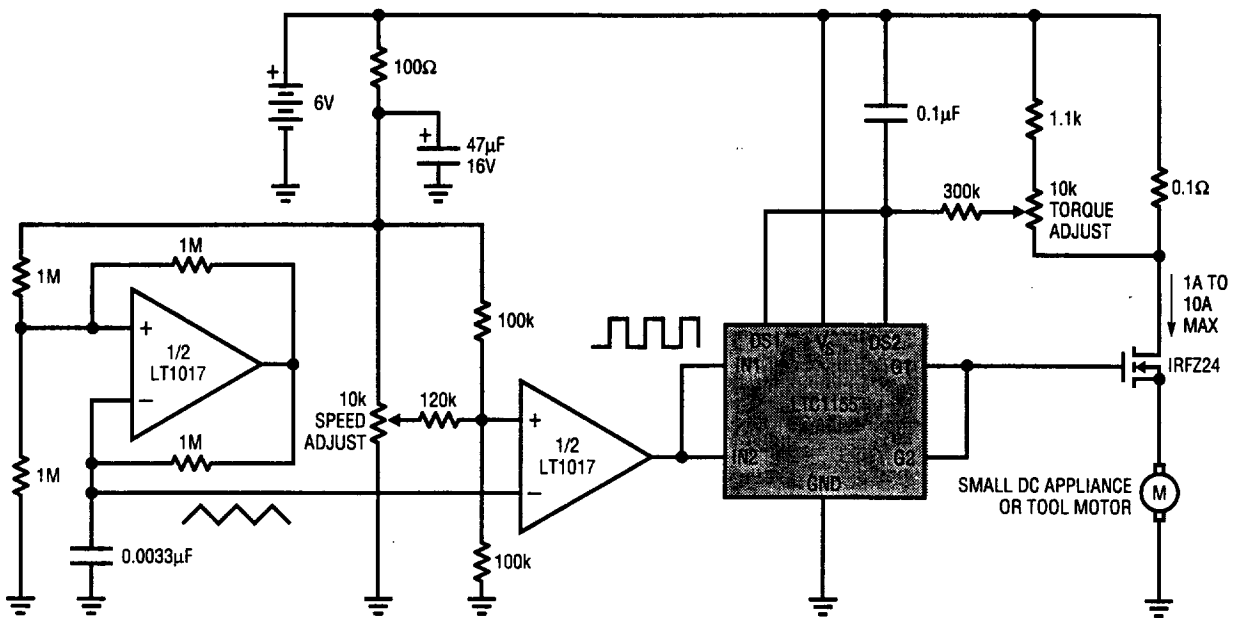 100Ω
+
6V
0.1µF
1.1k
+
47µF
16V
0.1Ω
300k
10k
TORQUE
ADJUST
1M
1M
1A TO
10A
MAX
+
1/2
LT1017
–
100k
DS1
VS
DS2
IN1
G1
IRFZ24
LTC1155
10k
SPEED
ADJUST
120k
+
1/2
LT1017
–
1M
1M
IN2
G2
GND
SMALL DC APPLIANCE
OR TOOL MOTOR
M
0.0033µF
100k